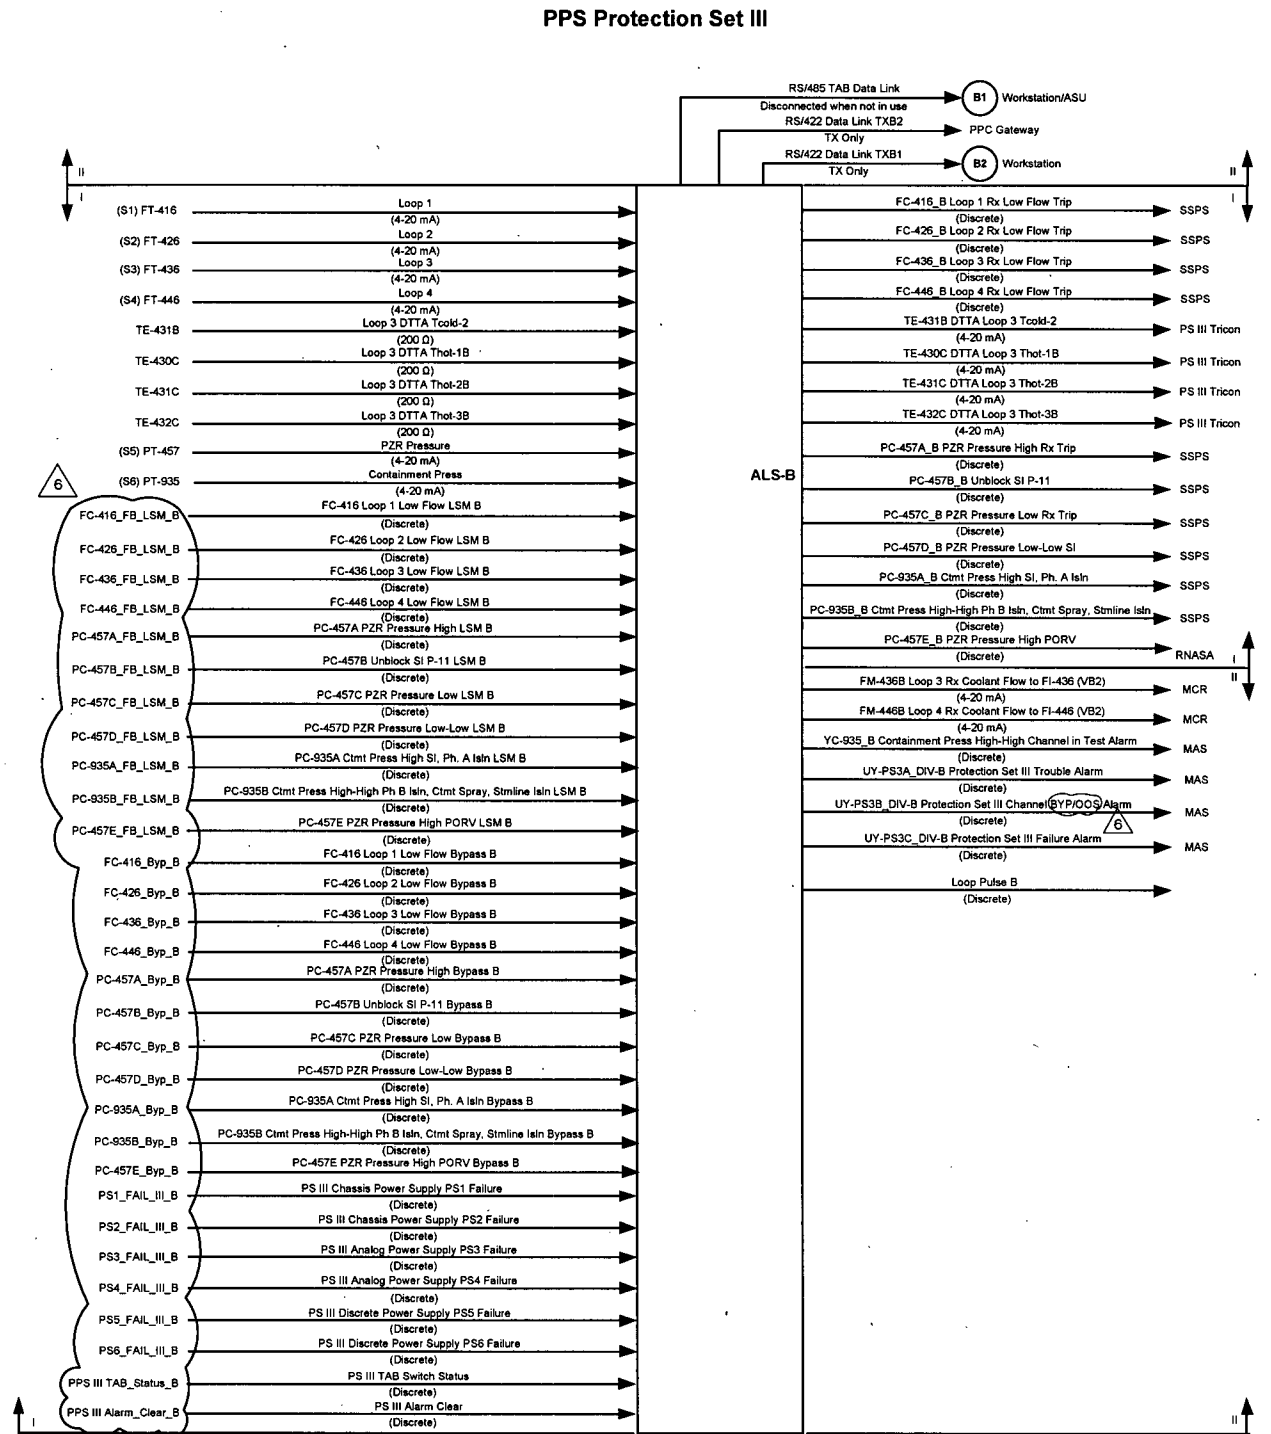 PPS Protection Set III
RS/485 TAB Data Link
Disconnected when not in use
B1 Workstation/ASU
RS/422 Data Link TXB2
TX Only
PPC Gateway
RS/422 Data Link TXB1
TX Only
B2 Workstation
II
I
II
I
(S1) FT-416 Loop 1
(4-20 mA)
(S2) FT-426 Loop 2
(4-20 mA)
(S3) FT-436 Loop 3
(4-20 mA)
(S4) FT-446 Loop 4
(4-20 mA)
TE-431B Loop 3 DTTA Tcold-2
(200 Ω)
TE-430C Loop 3 DTTA Thot-1B
(200 Ω)
TE-431C Loop 3 DTTA Thot-2B
(200 Ω)
TE-432C Loop 3 DTTA Thot-3B
(200 Ω)
(S5) PT-457 PZR Pressure
(4-20 mA)
(S6) PT-935 Containment Press
(4-20 mA)
6
FC-416_FB_LSM_B FC-416 Loop 1 Low Flow LSM B
(Discrete)
FC-426_FB_LSM_B FC-426 Loop 2 Low Flow LSM B
(Discrete)
FC-436_FB_LSM_B FC-436 Loop 3 Low Flow LSM B
(Discrete)
FC-446_FB_LSM_B FC-446 Loop 4 Low Flow LSM B
(Discrete)
PC-457A_FB_LSM_B PC-457A PZR Pressure High LSM B
(Discrete)
PC-457B_FB_LSM_B PC-457B Unblock SI P-11 LSM B
(Discrete)
PC-457C_FB_LSM_B PC-457C PZR Pressure Low LSM B
(Discrete)
PC-457D_FB_LSM_B PC-457D PZR Pressure Low-Low LSM B
(Discrete)
PC-935A_FB_LSM_B PC-935A Ctmt Press High SI, Ph. A Isln LSM B
(Discrete)
PC-935B_FB_LSM_B PC-935B Ctmt Press High-High Ph B Isln, Ctmt Spray, Stmline Isln LSM B
(Discrete)
PC-457E_FB_LSM_B PC-457E PZR Pressure High PORV LSM B
(Discrete)
FC-416_Byp_B FC-416 Loop 1 Low Flow Bypass B
(Discrete)
FC-426_Byp_B FC-426 Loop 2 Low Flow Bypass B
(Discrete)
FC-436_Byp_B FC-436 Loop 3 Low Flow Bypass B
(Discrete)
FC-446_Byp_B FC-446 Loop 4 Low Flow Bypass B
(Discrete)
PC-457A_Byp_B PC-457A PZR Pressure High Bypass B
(Discrete)
PC-457B_Byp_B PC-457B Unblock SI P-11 Bypass B
(Discrete)
PC-457C_Byp_B PC-457C PZR Pressure Low Bypass B
(Discrete)
PC-457D_Byp_B PC-457D PZR Pressure Low-Low Bypass B
(Discrete)
PC-935A_Byp_B PC-935A Ctmt Press High SI, Ph. A Isln Bypass B
(Discrete)
PC-935B_Byp_B PC-935B Ctmt Press High-High Ph B Isln, Ctmt Spray, Stmline Isln Bypass B
(Discrete)
PC-457E_Byp_B PC-457E PZR Pressure High PORV Bypass B
(Discrete)
PS1_FAIL_III_B PS III Chassis Power Supply PS1 Failure
(Discrete)
PS2_FAIL_III_B PS III Chassis Power Supply PS2 Failure
(Discrete)
PS3_FAIL_III_B PS III Analog Power Supply PS3 Failure
(Discrete)
PS4_FAIL_III_B PS III Analog Power Supply PS4 Failure
(Discrete)
PS5_FAIL_III_B PS III Discrete Power Supply PS5 Failure
(Discrete)
PS6_FAIL_III_B PS III Discrete Power Supply PS6 Failure
(Discrete)
PPS III TAB_Status_B PS III TAB Switch Status
(Discrete)
PPS III Alarm_Clear_B PS III Alarm Clear
(Discrete)
I
ALS-B
FC-416_B Loop 1 Rx Low Flow Trip SSPS
(Discrete)
FC-426_B Loop 2 Rx Low Flow Trip SSPS
(Discrete)
FC-436_B Loop 3 Rx Low Flow Trip SSPS
(Discrete)
FC-446_B Loop 4 Rx Low Flow Trip SSPS
(Discrete)
TE-431B DTTA Loop 3 Tcold-2 PS III Tricon
(4-20 mA)
TE-430C DTTA Loop 3 Thot-1B PS III Tricon
(4-20 mA)
TE-431C DTTA Loop 3 Thot-2B PS III Tricon
(4-20 mA)
TE-432C DTTA Loop 3 Thot-3B PS III Tricon
(4-20 mA)
PC-457A_B PZR Pressure High Rx Trip SSPS
(Discrete)
PC-457B_B Unblock SI P-11 SSPS
(Discrete)
PC-457C_B PZR Pressure Low Rx Trip SSPS
(Discrete)
PC-457D_B PZR Pressure Low-Low SI SSPS
(Discrete)
PC-935A_B Ctmt Press High SI, Ph. A Isln SSPS
(Discrete)
PC-935B_B Ctmt Press High-High Ph B Isln, Ctmt Spray, Stmline Isln SSPS
(Discrete)
PC-457E_B PZR Pressure High PORV RNASA
(Discrete)
I
II
FM-436B Loop 3 Rx Coolant Flow to FI-436 (VB2) MCR
(4-20 mA)
FM-446B Loop 4 Rx Coolant Flow to FI-446 (VB2) MCR
(4-20 mA)
YC-935_B Containment Press High-High Channel in Test Alarm MAS
(Discrete)
UY-PS3A_DIV-B Protection Set III Trouble Alarm MAS
(Discrete)
UY-PS3B_DIV-B Protection Set III Channel BYP/OOS Alarm MAS
(Discrete)
6
UY-PS3C_DIV-B Protection Set III Failure Alarm MAS
(Discrete)
Loop Pulse B
(Discrete)
II